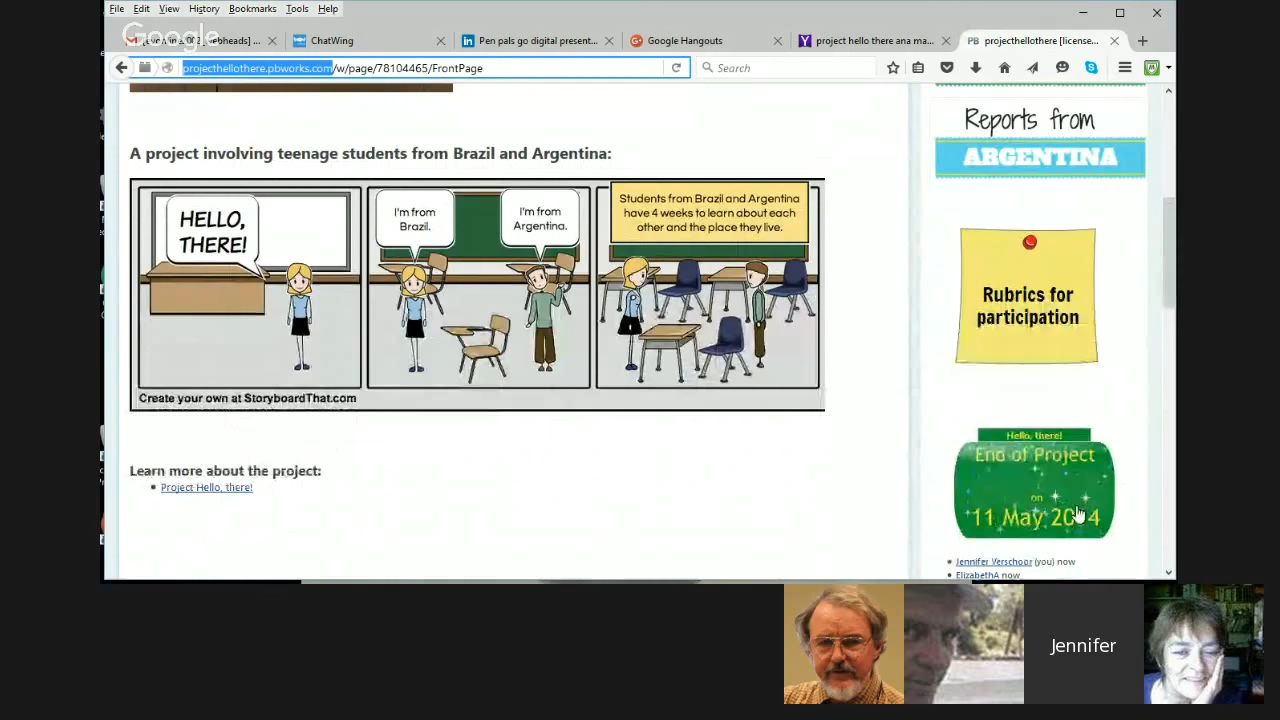 File Edit View History Bookmarks Tools Help
Google
ChatWing
Pen pals go digital present...
Google Hangouts
project hello there ana ma...
projecthellothere [license...
projecthellothere.pbworks.com/w/page/78104465/FrontPage
Search
Reports from
ARGENTINA
A project involving teenage students from Brazil and Argentina:
HELLO,
THERE!
I'm from
Brazil.
I'm from
Argentina.
Students from Brazil and Argentina
have 4 weeks to learn about each
other and the place they live.
Create your own at StoryboardThat.com
Rubrics for
participation
Learn more about the project:
Project Hello, there!
Hello, there!
End of Project
on
11 May 2014
Jennifer Verschoor (you) now
ElizabethA now
Jennifer